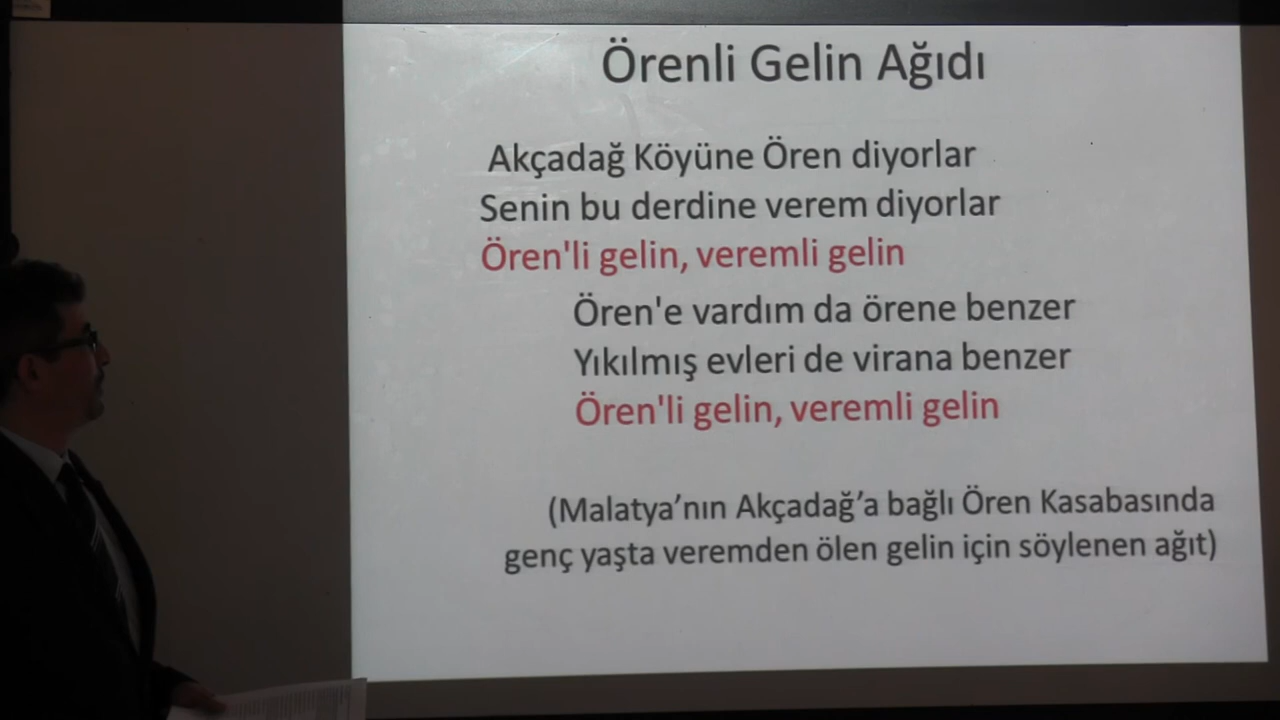 Örenli Gelin Ağıdı
Akçadağ Köyüne Ören diyorlar
Senin bu derdine verem diyorlar
Ören'li gelin, veremli gelin
Ören'e vardım da örene benzer
Yıkılmış evleri de virana benzer
Ören'li gelin, veremli gelin
(Malatya’nın Akçadağ’a bağlı Ören Kasabasında
genç yaşta veremden ölen gelin için söylenen ağıt)